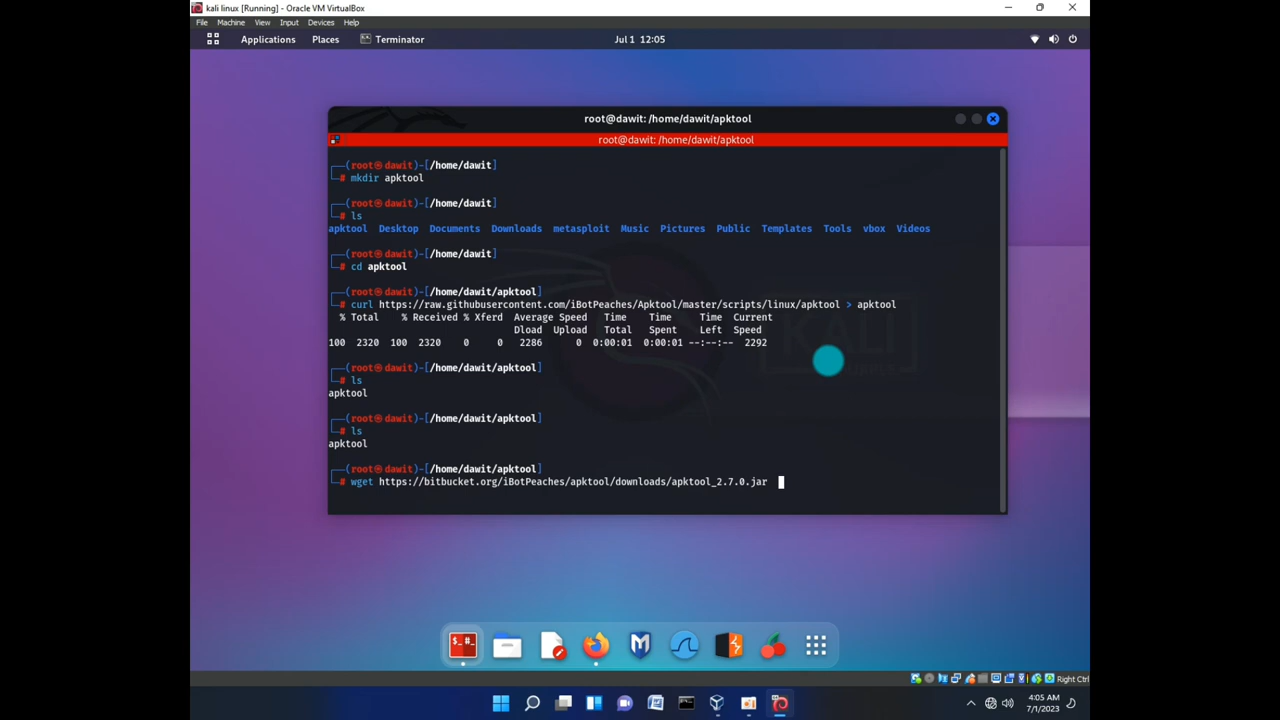 kali linux [Running] - Oracle VM VirtualBox
File Machine View Input Devices Help
Applications Places Terminator Jul 1 12:05
root@dawit: /home/dawit/apktool
root@dawit: /home/dawit/apktool
┌──(root㉿dawit)-[/home/dawit]
└─# mkdir apktool
┌──(root㉿dawit)-[/home/dawit]
└─# ls
apktool Desktop Documents Downloads metasploit Music Pictures Public Templates Tools vbox Videos
┌──(root㉿dawit)-[/home/dawit]
└─# cd apktool
┌──(root㉿dawit)-[/home/dawit/apktool]
└─# curl https://raw.githubusercontent.com/iBotPeaches/Apktool/master/scripts/linux/apktool > apktool
% Total % Received % Xferd Average Speed Time Time Time Current
Dload Upload Total Spent Left Speed
100 2320 100 2320 0 0 2286 0 0:00:01 0:00:01 --:--:-- 2292
┌──(root㉿dawit)-[/home/dawit/apktool]
└─# ls
apktool
┌──(root㉿dawit)-[/home/dawit/apktool]
└─# ls
apktool
┌──(root㉿dawit)-[/home/dawit/apktool]
└─# wget https://bitbucket.org/iBotPeaches/apktool/downloads/apktool_2.7.0.jar
KALI
$_ #_
Right Ctrl
4:05 AM
7/1/2023